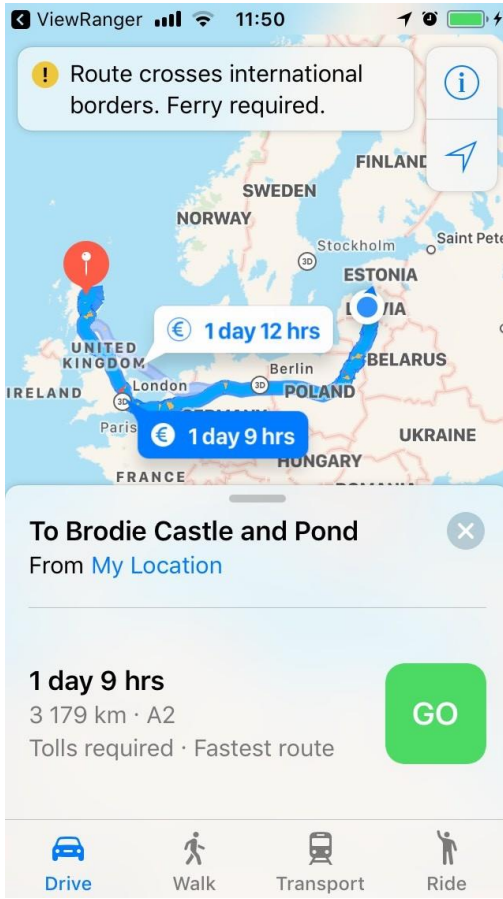 ViewRanger 11:50
Route crosses international
borders. Ferry required.
FINLAND
SWEDEN
NORWAY
Stockholm
Saint Pete
3D
ESTONIA
L VIA
€ 1 day 12 hrs
UNITED
KINGDOM
BELARUS
Berlin
IRELAND
London
3D
POLAND
3D
Paris
€ 1 day 9 hrs
UKRAINE
HUNGARY
FRANCE
To Brodie Castle and Pond
From My Location
1 day 9 hrs
3 179 km · A2
Tolls required · Fastest route
GO
Drive
Walk
Transport
Ride